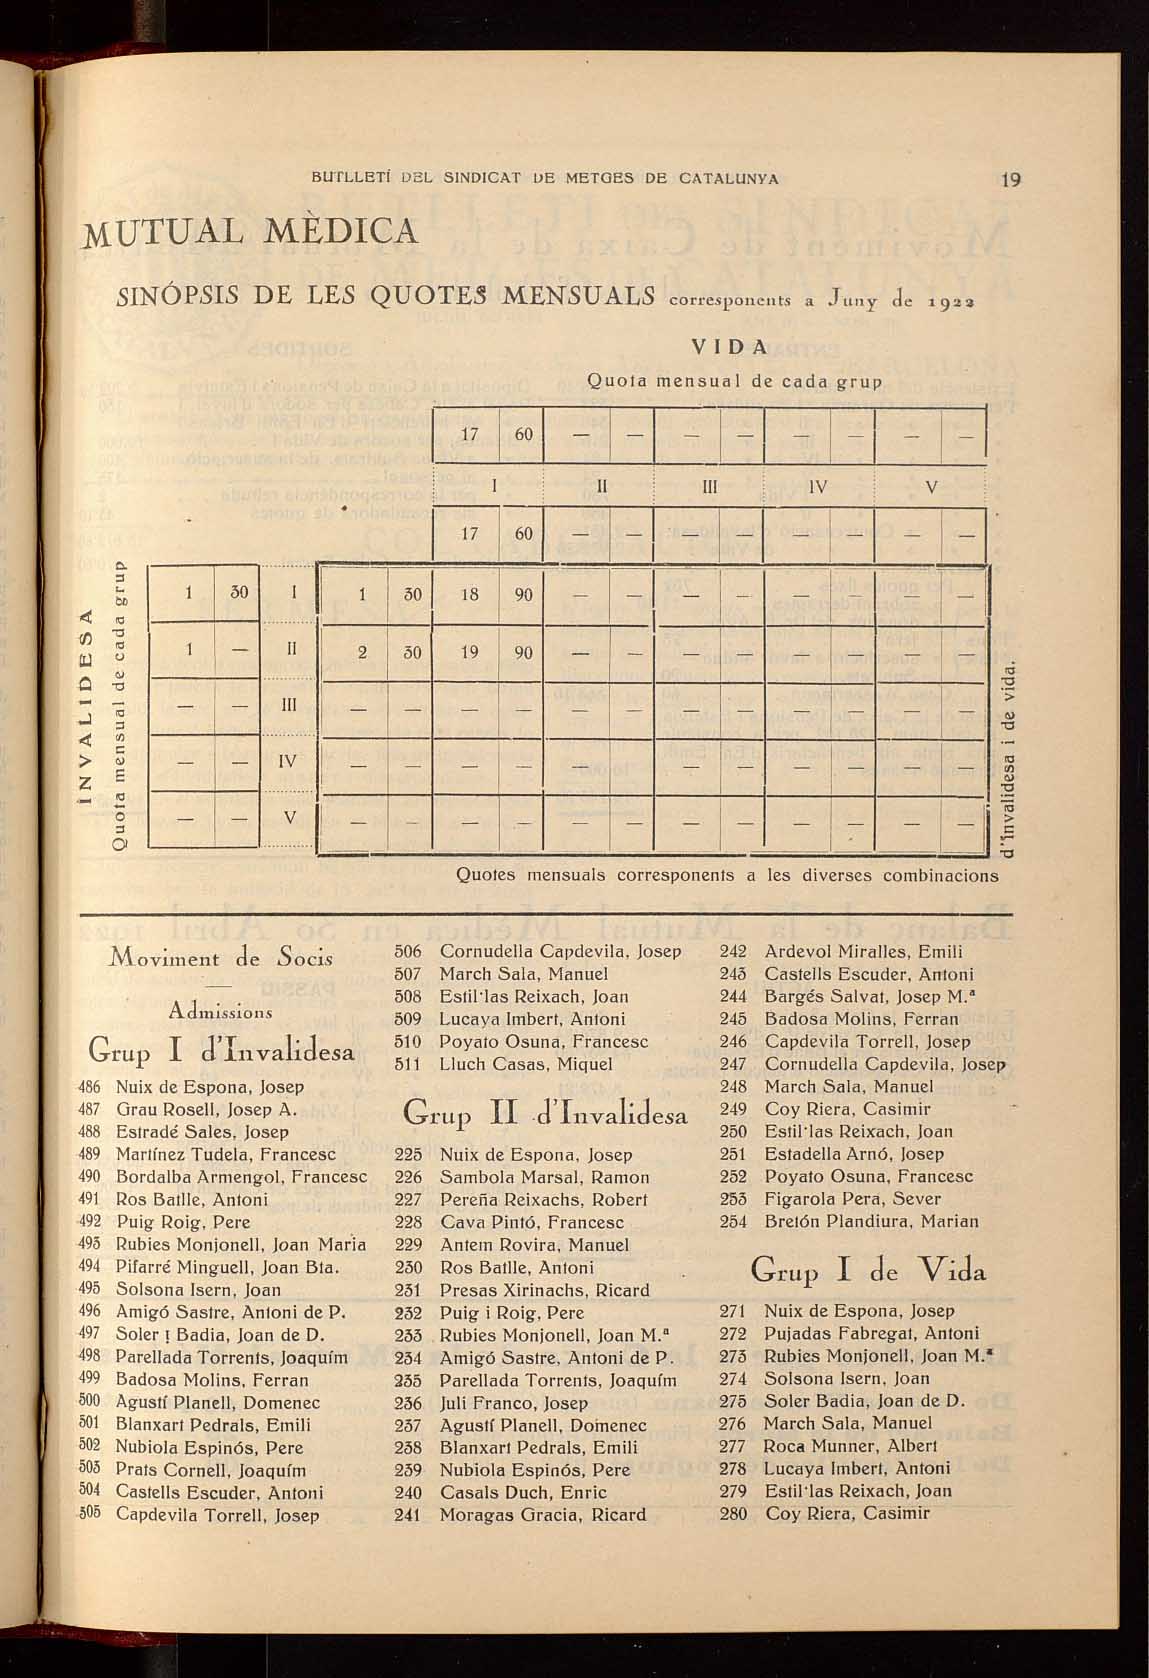 BUTLLETÍ DEL SINDICAT DE METGES DE CATALUNYA 19
MUTUAL MÈDICA
SINÓPSIS DE LES QUOTES MENSUALS corresponents a Juny de 1922
VIDA
Quota mensual de cada grup
17 60 — — — — — — — —
I II III IV V
17 60 — — — — — — — —
INVALIDESA
Quota mensual de cada grup
1 30 I 1 30 18 90 — — — — — — — —
1 — II 2 30 19 90 — — — — — — — —
— — III — — — — — — — — — — — —
— — IV — — — — — — — — — — — —
— — V — — — — — — — — — — — —
d'invalidesa i de vida.
Quotes mensuals corresponents a les diverses combinacions
Moviment de Socis
Admissions
Grup I d'Invalidesa
486 Nuix de Espona, Josep
487 Grau Rosell, Josep A.
488 Estradé Sales, Josep
489 Martínez Tudela, Francesc
490 Bordalba Armengol, Francesc
491 Ros Batlle, Antoni
492 Puig Roig, Pere
493 Rubies Monjonell, Joan Maria
494 Pifarré Minguell, Joan Bta.
495 Solsona Isern, Joan
496 Amigó Sastre, Antoni de P.
497 Soler i Badia, Joan de D.
498 Parellada Torrents, Joaquím
499 Badosa Molins, Ferran
500 Agustí Planell, Domenec
501 Blanxart Pedrals, Emili
502 Nubiola Espinós, Pere
503 Prats Cornell, Joaquím
504 Castells Escuder, Antoni
505 Capdevila Torrell, Josep
506 Cornudella Capdevila, Josep
507 March Sala, Manuel
508 Estil'las Reixach, Joan
509 Lucaya Imbert, Antoni
510 Poyato Osuna, Francesc
511 Lluch Casas, Miquel
Grup II d'Invalidesa
225 Nuix de Espona, Josep
226 Sambola Marsal, Ramon
227 Pereña Reixachs, Robert
228 Cava Pintó, Francesc
229 Antem Rovira, Manuel
230 Ros Batlle, Antoni
231 Presas Xirinachs, Ricard
232 Puig i Roig, Pere
233 Rubies Monjonell, Joan M.ª
234 Amigó Sastre, Antoni de P.
235 Parellada Torrents, Joaquím
236 Juli Franco, Josep
237 Agustí Planell, Domenec
238 Blanxart Pedrals, Emili
239 Nubiola Espinós, Pere
240 Casals Duch, Enric
241 Moragas Gracia, Ricard
242 Ardevol Miralles, Emili
243 Castells Escuder, Antoni
244 Bargés Salvat, Josep M.ª
245 Badosa Molins, Ferran
246 Capdevila Torrell, Josep
247 Cornudella Capdevila, Josep
248 March Sala, Manuel
249 Coy Riera, Casimir
250 Estil'las Reixach, Joan
251 Estadella Arnó, Josep
252 Poyato Osuna, Francesc
253 Figarola Pera, Sever
254 Bretón Plandiura, Marian
Grup I de Vida
271 Nuix de Espona, Josep
272 Pujadas Fabregat, Antoni
273 Rubies Monjonell, Joan M.ª
274 Solsona Isern, Joan
275 Soler Badia, Joan de D.
276 March Sala, Manuel
277 Roca Munner, Albert
278 Lucaya Imbert, Antoni
279 Estil'las Reixach, Joan
280 Coy Riera, Casimir